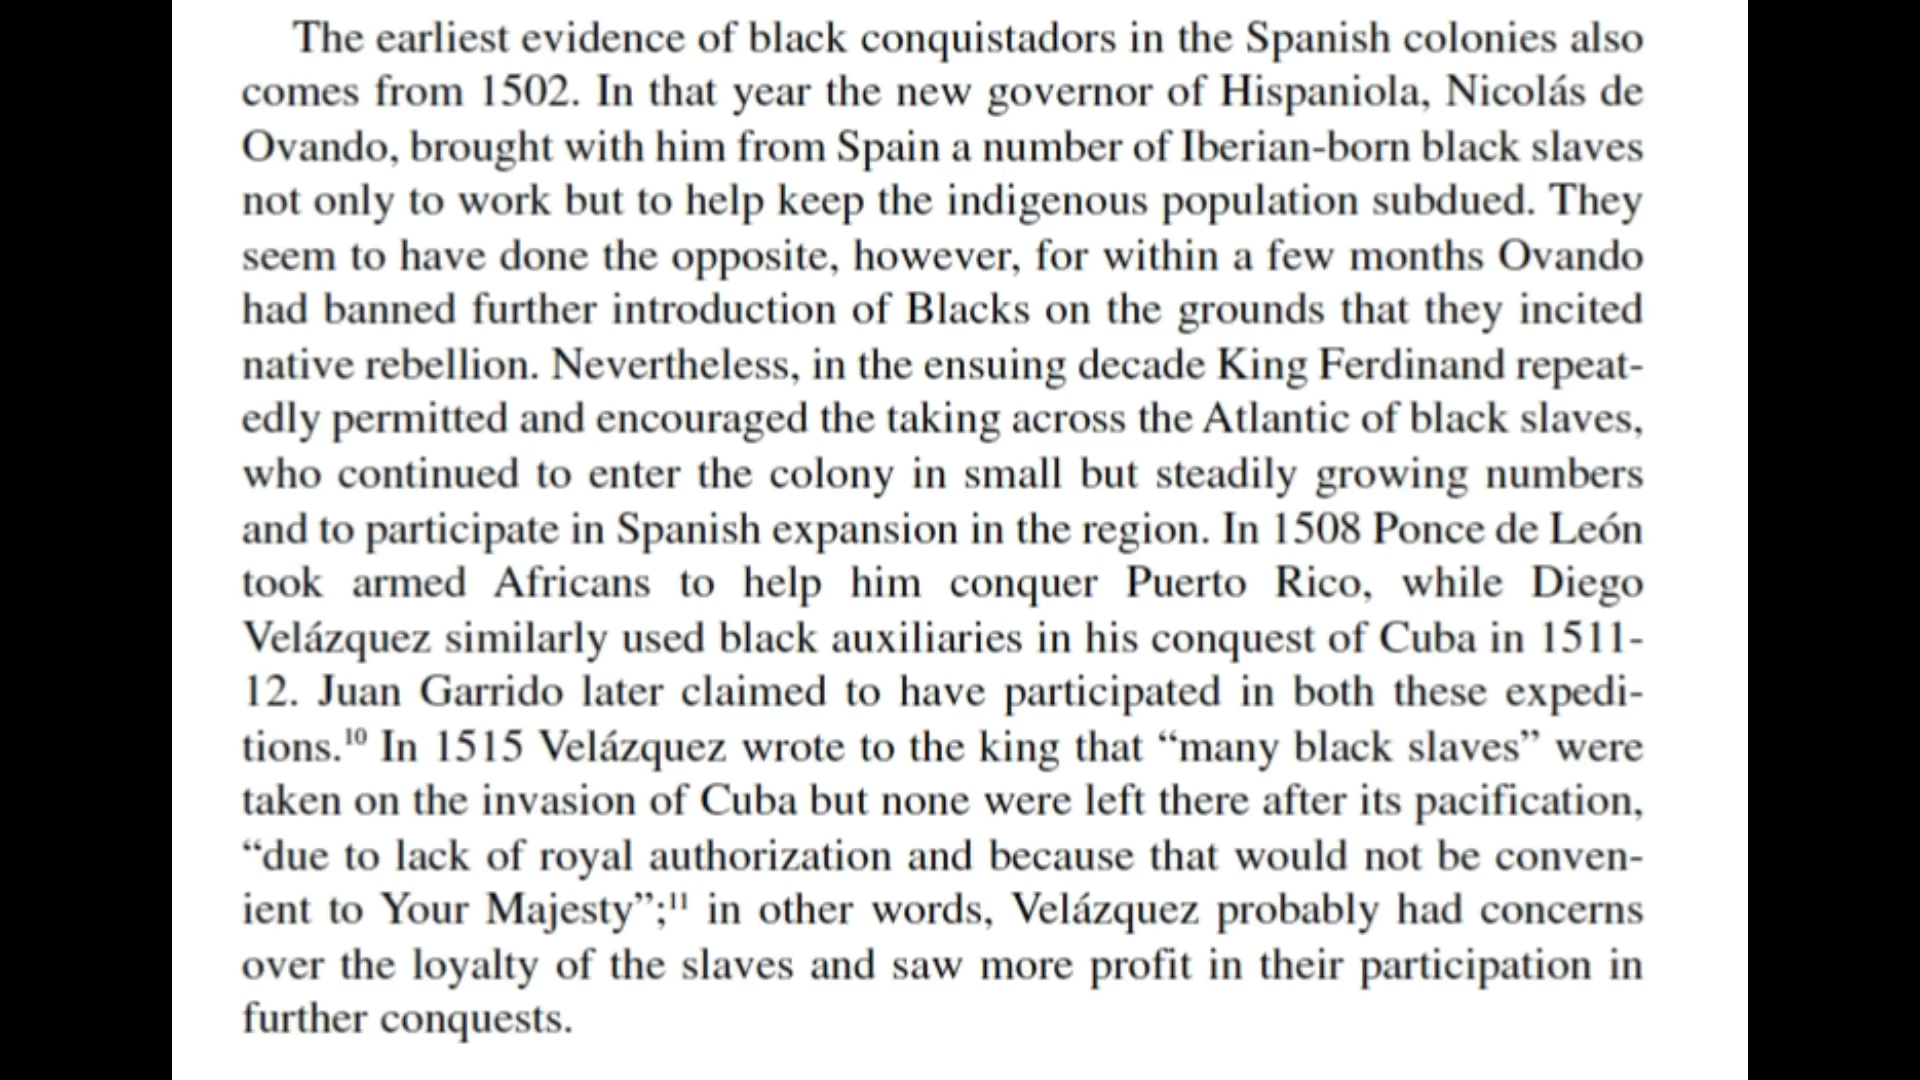 The earliest evidence of black conquistadors in the Spanish colonies also
comes from 1502. In that year the new governor of Hispaniola, Nicolás de
Ovando, brought with him from Spain a number of Iberian-born black slaves
not only to work but to help keep the indigenous population subdued. They
seem to have done the opposite, however, for within a few months Ovando
had banned further introduction of Blacks on the grounds that they incited
native rebellion. Nevertheless, in the ensuing decade King Ferdinand repeat-
edly permitted and encouraged the taking across the Atlantic of black slaves,
who continued to enter the colony in small but steadily growing numbers
and to participate in Spanish expansion in the region. In 1508 Ponce de León
took armed Africans to help him conquer Puerto Rico, while Diego
Velázquez similarly used black auxiliaries in his conquest of Cuba in 1511-
12. Juan Garrido later claimed to have participated in both these expedi-
tions.¹⁰ In 1515 Velázquez wrote to the king that “many black slaves” were
taken on the invasion of Cuba but none were left there after its pacification,
“due to lack of royal authorization and because that would not be conven-
ient to Your Majesty”;¹¹ in other words, Velázquez probably had concerns
over the loyalty of the slaves and saw more profit in their participation in
further conquests.